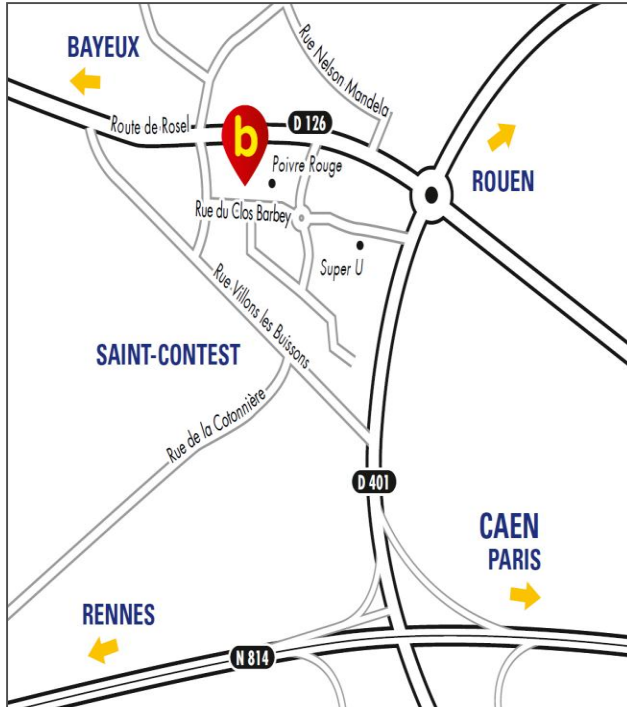 BAYEUX
Rue Nelson Mandela
Route de Rosel
D 126
b
Poivre Rouge
ROUEN
Rue du Clos Barbey
Super U
Rue Villons les Buissons
SAINT-CONTEST
Rue de la Cotonnière
D 401
CAEN
PARIS
RENNES
N 814